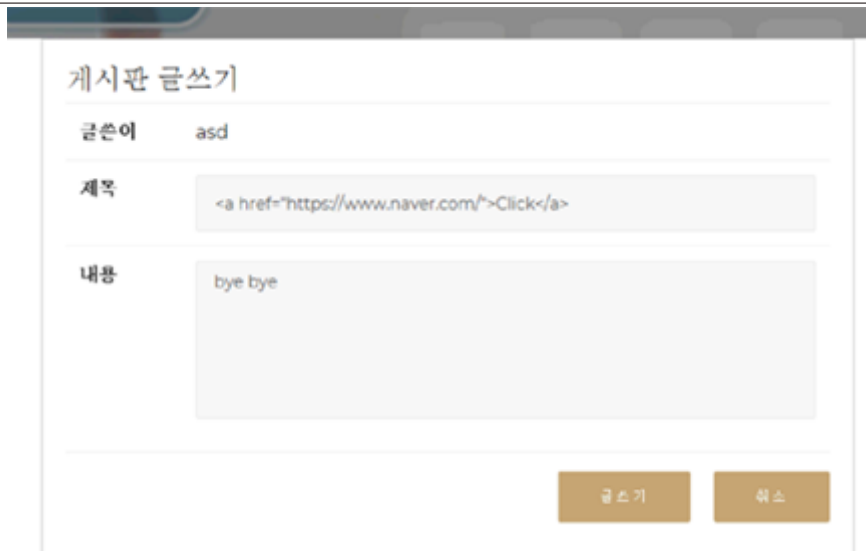 게시판 글쓰기
글쓴이 asd
제목 <a href="https://www.naver.com/">Click</a>
내용 bye bye
글쓰기 취소